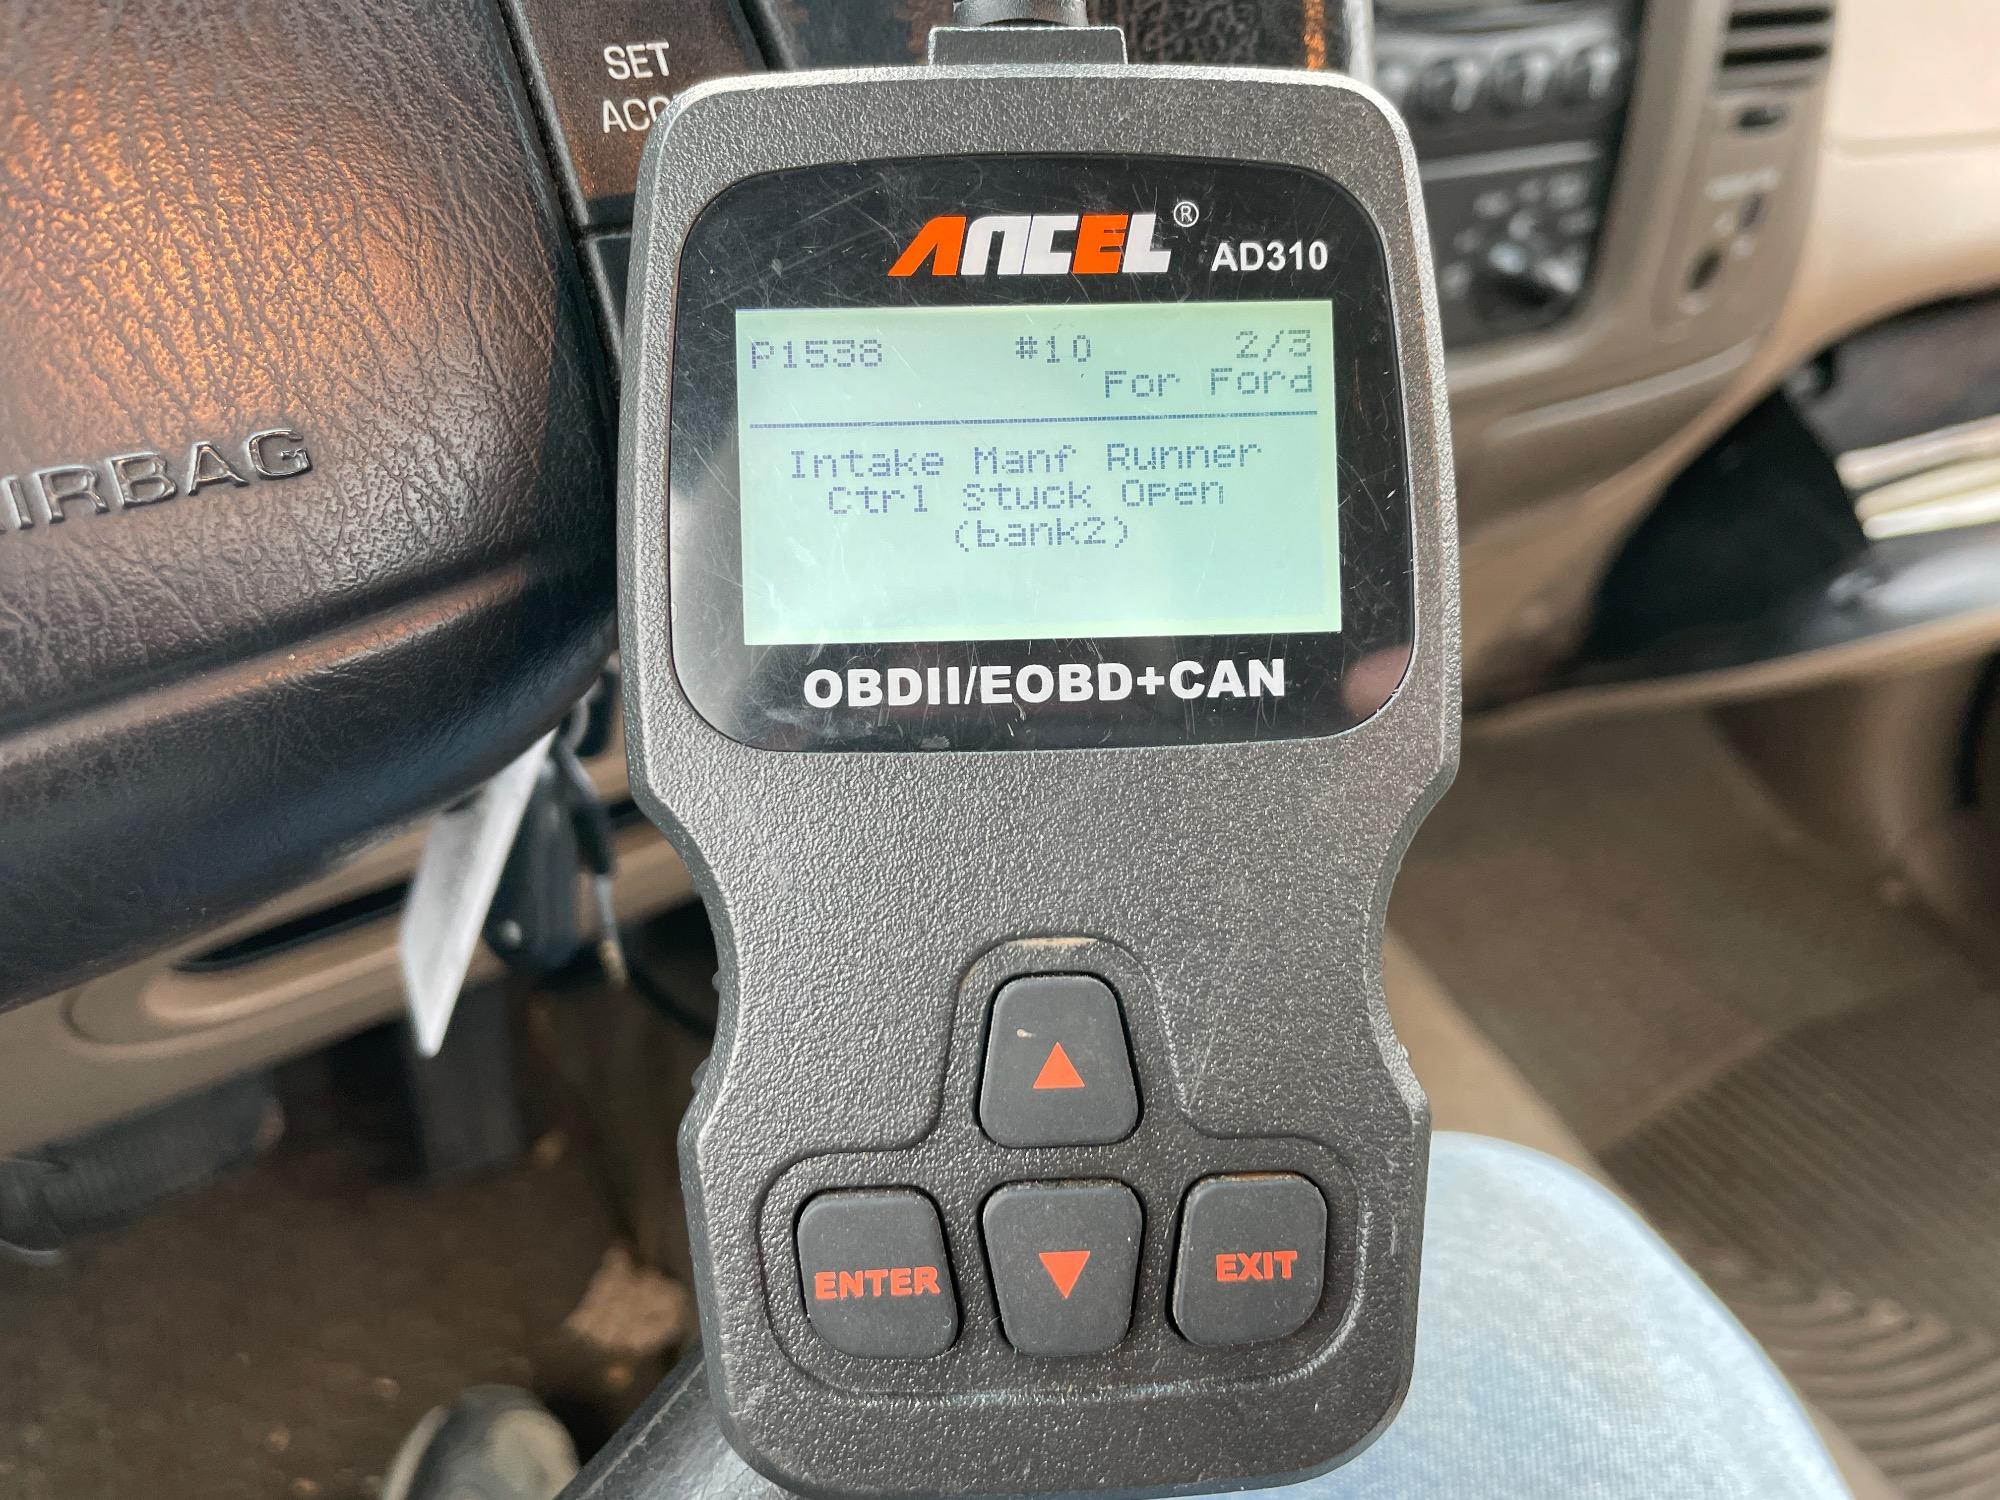 SET
AIRBAG
ANCEL®
AD310
P1538 #10 2/3
For Ford
Intake Manf Runner
Ctrl Stuck Open
(bank2)
OBDII/EOBD+CAN
ENTER
EXIT